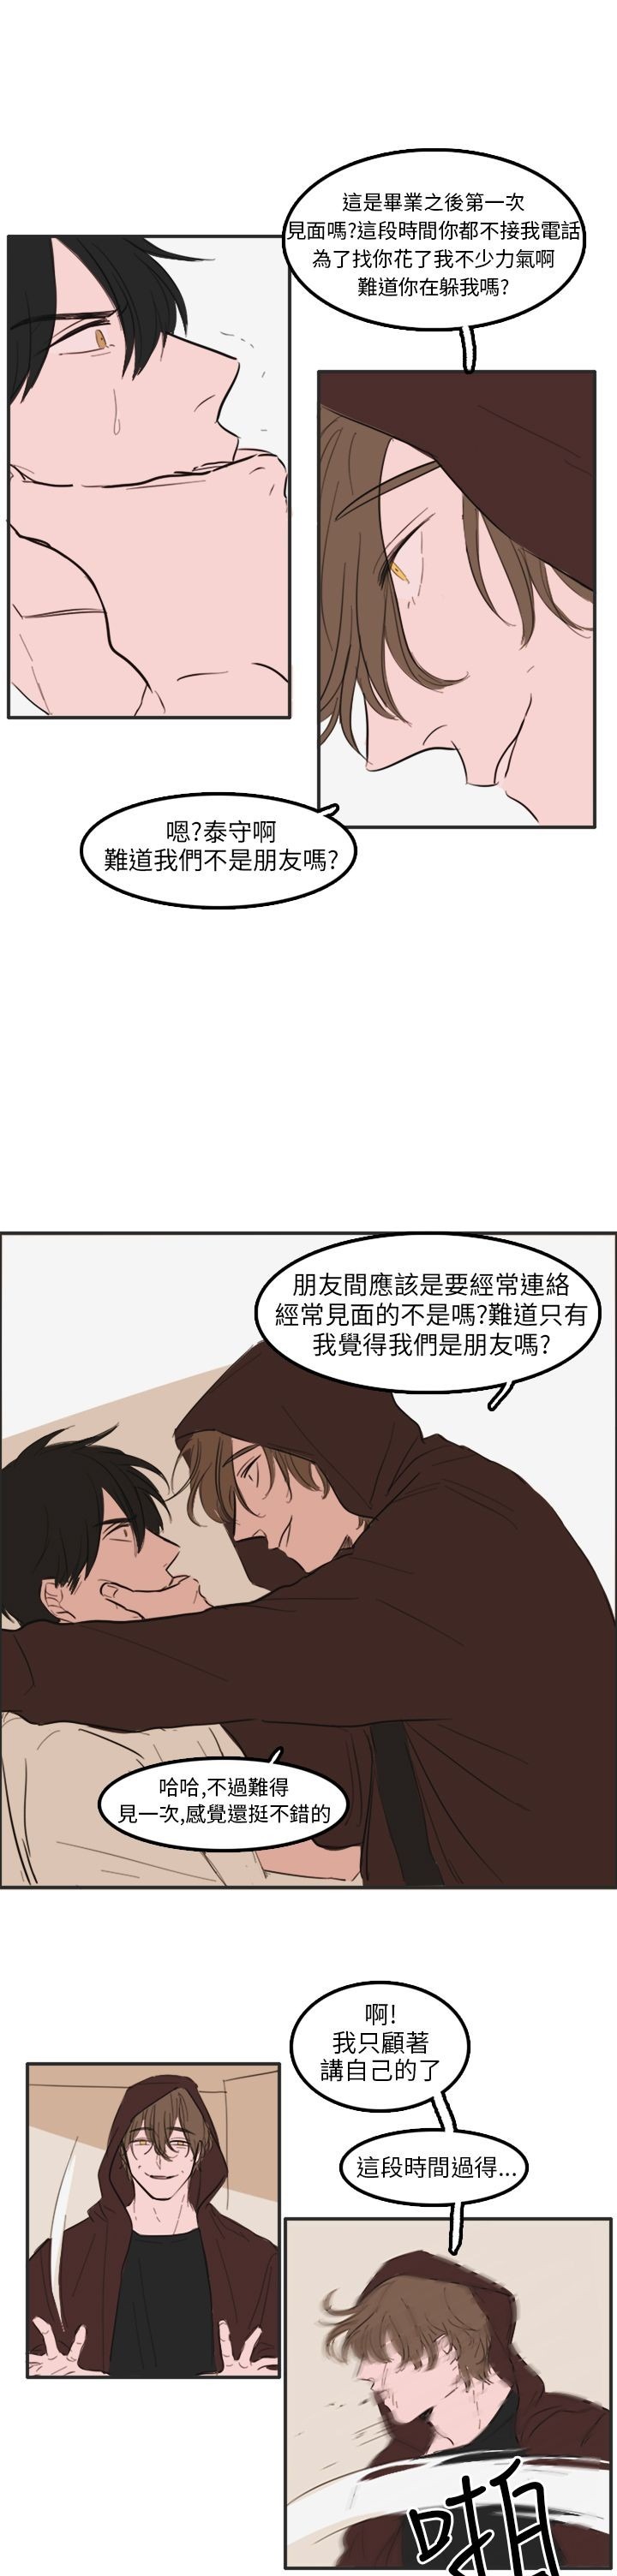 這是畢業之後第一次
見面嗎?這段時間你都不接我電話
為了找你花了我不少力氣啊
難道你在躲我嗎?
嗯?泰守啊
難道我們不是朋友嗎?
朋友間應該是要經常連絡
經常見面的不是嗎?難道只有
我覺得我們是朋友嗎?
哈哈,不過難得
見一次,感覺還挺不錯的
啊!
我只顧著
講自己的了
這段時間過得...
啪